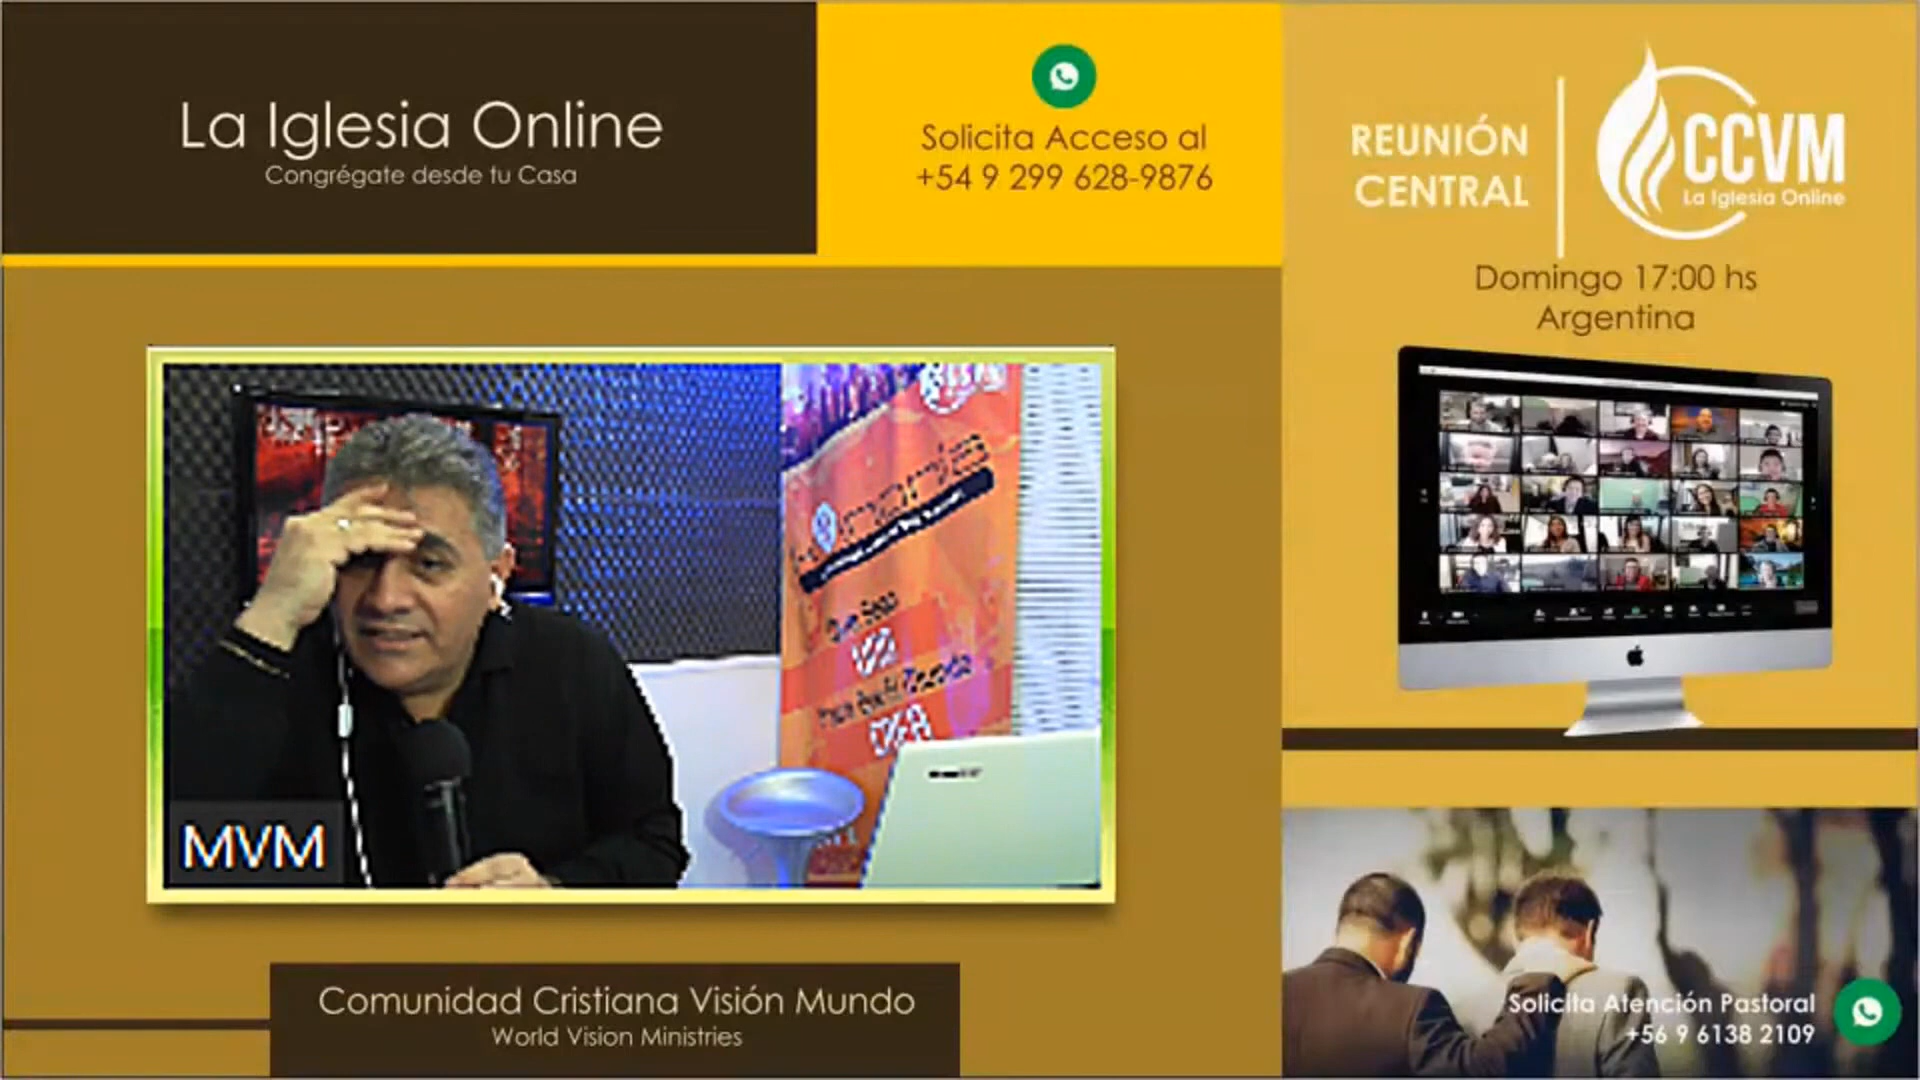 La Iglesia Online
Congrégate desde tu Casa
Solicita Acceso al
+54 9 299 628-9876
REUNIÓN
CENTRAL
CCVM
La Iglesia Online
Domingo 17:00 hs
Argentina
MVM
Comunidad Cristiana Visión Mundo
World Vision Ministries
Solicita Atención Pastoral
+56 9 6138 2109